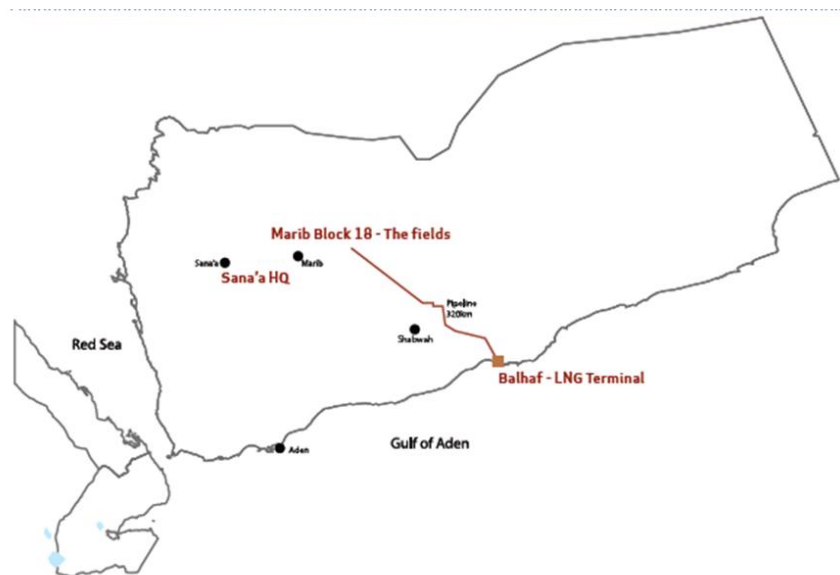 Marib Block 18 - The fields
Sana'a
Marib
Sana'a HQ
Pipeline
320km
Shabwah
Red Sea
Balhaf - LNG Terminal
Gulf of Aden
Aden